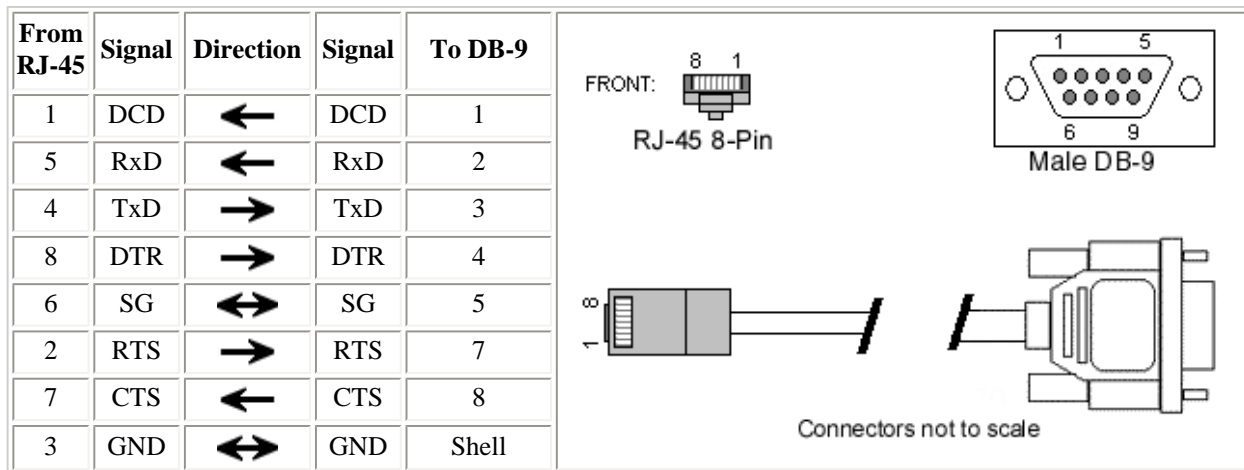 From RJ-45 Signal Direction Signal To DB-9
1 DCD DCD 1
5 RxD RxD 2
4 TxD TxD 3
8 DTR DTR 4
6 SG SG 5
2 RTS RTS 7
7 CTS CTS 8
3 GND GND Shell
8 1
FRONT:
RJ-45 8-Pin
1 5
6 9
Male DB-9
1 8
Connectors not to scale